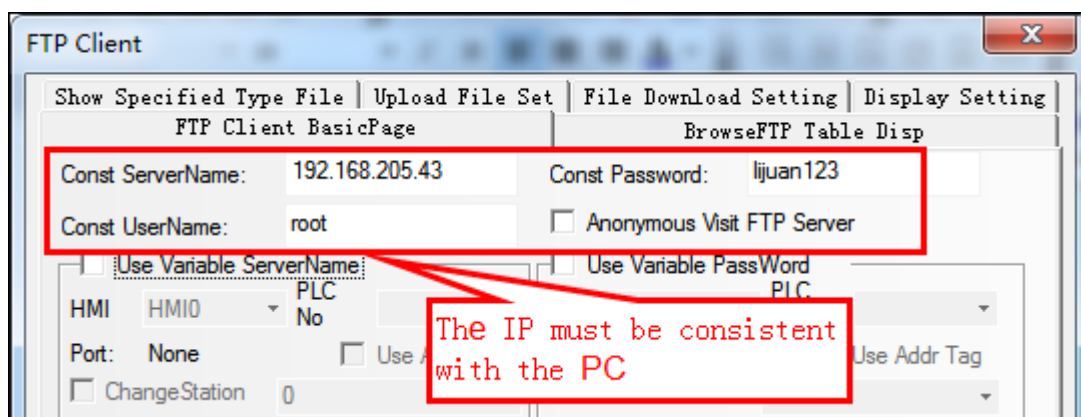 FTP Client
Show Specified Type File Upload File Set File Download Setting Display Setting
FTP Client BasicPage BrowseFTP Table Disp
Const ServerName: 192.168.205.43 Const Password: lijuan123
Const UserName: root Anonymous Visit FTP Server
Use Variable ServerName Use Variable PassWord
HMI HMI0 PLC No PLC
Port: None Use Use Addr Tag
ChangeStation 0
The IP must be consistent
with the PC